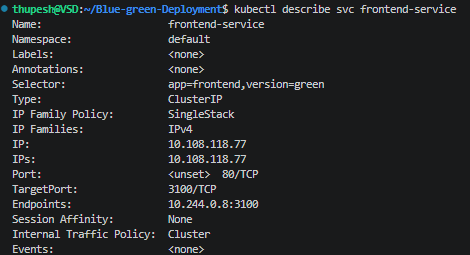 thupesh@VSD:~/Blue-green-Deployment$ kubectl describe svc frontend-service
Name:                     frontend-service
Namespace:                default
Labels:                   <none>
Annotations:              <none>
Selector:                 app=frontend,version=green
Type:                     ClusterIP
IP Family Policy:         SingleStack
IP Families:              IPv4
IP:                       10.108.118.77
IPs:                      10.108.118.77
Port:                     <unset>  80/TCP
TargetPort:               3100/TCP
Endpoints:                10.244.0.8:3100
Session Affinity:         None
Internal Traffic Policy:  Cluster
Events:                   <none>